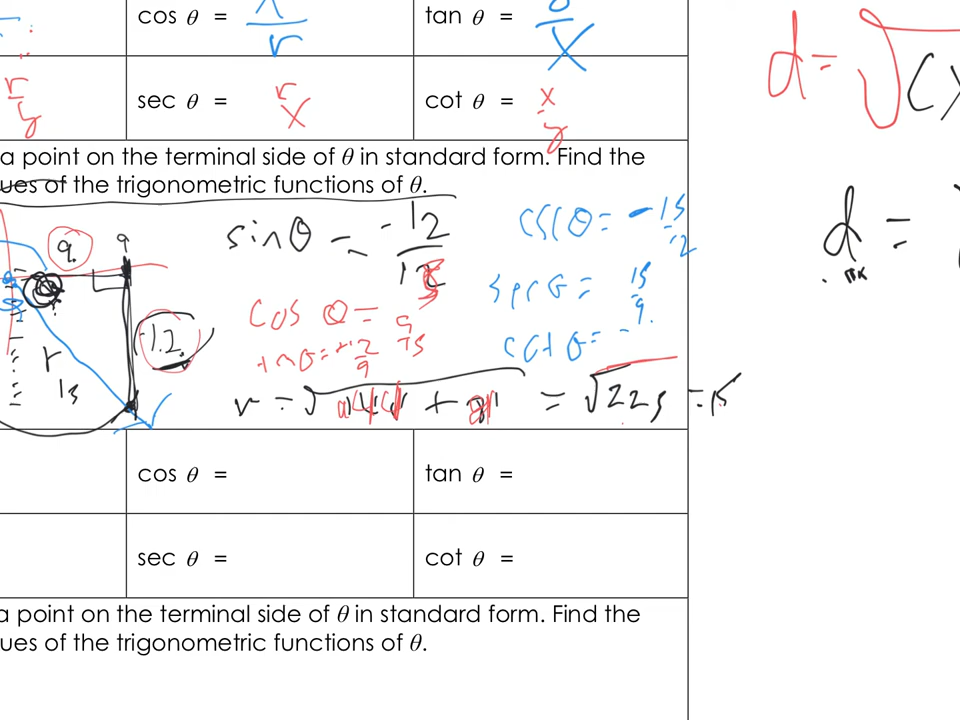 cos θ = x/r
tan θ = y/x
d = √(x
r/y
sec θ = r/x
cot θ = x/y
a point on the terminal side of θ in standard form. Find the
ues of the trigonometric functions of θ.
9
9.
sin θ = -12/15
csc θ = -15/12
d =
sec θ = 15/9
cos θ = 9/15
-12
tan θ = -12/9
cot θ = -9
r
15
r = √144 + 81 = √225 = 15
cos θ =
tan θ =
sec θ =
cot θ =
a point on the terminal side of θ in standard form. Find the
ues of the trigonometric functions of θ.